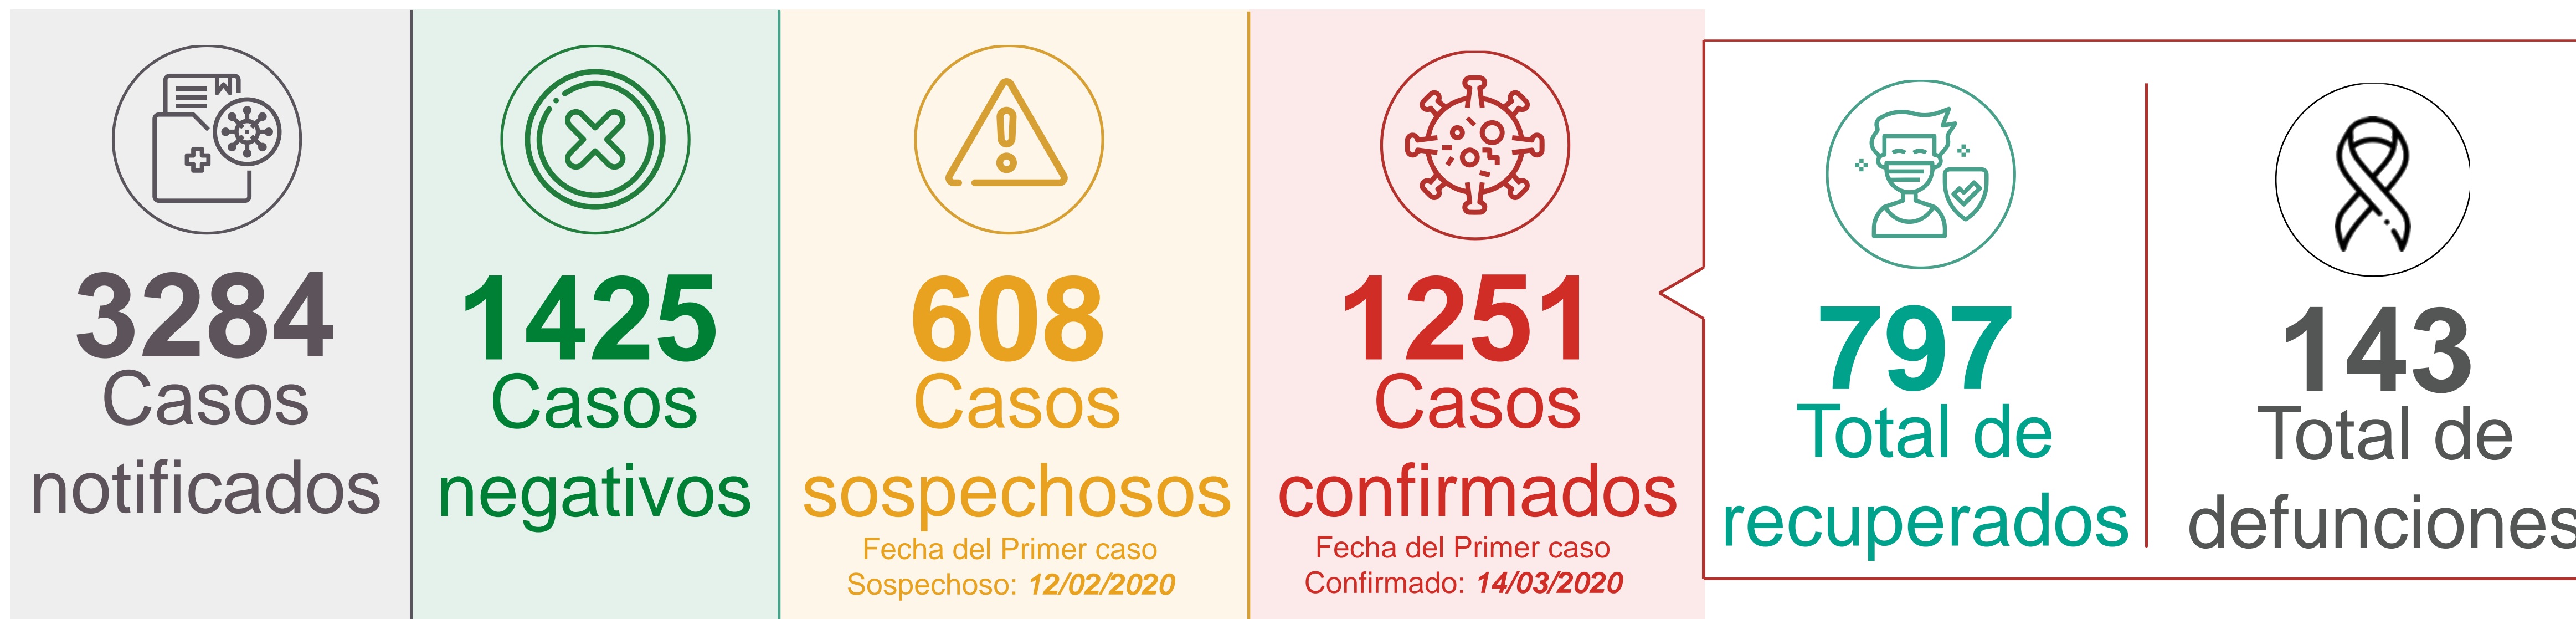 3284
Casos
notificados
1425
Casos
negativos
608
Casos
sospechosos
Fecha del Primer caso
Sospechoso: 12/02/2020
1251
Casos
confirmados
Fecha del Primer caso
Confirmado: 14/03/2020
797
Total de
recuperados
143
Total de
defunciones